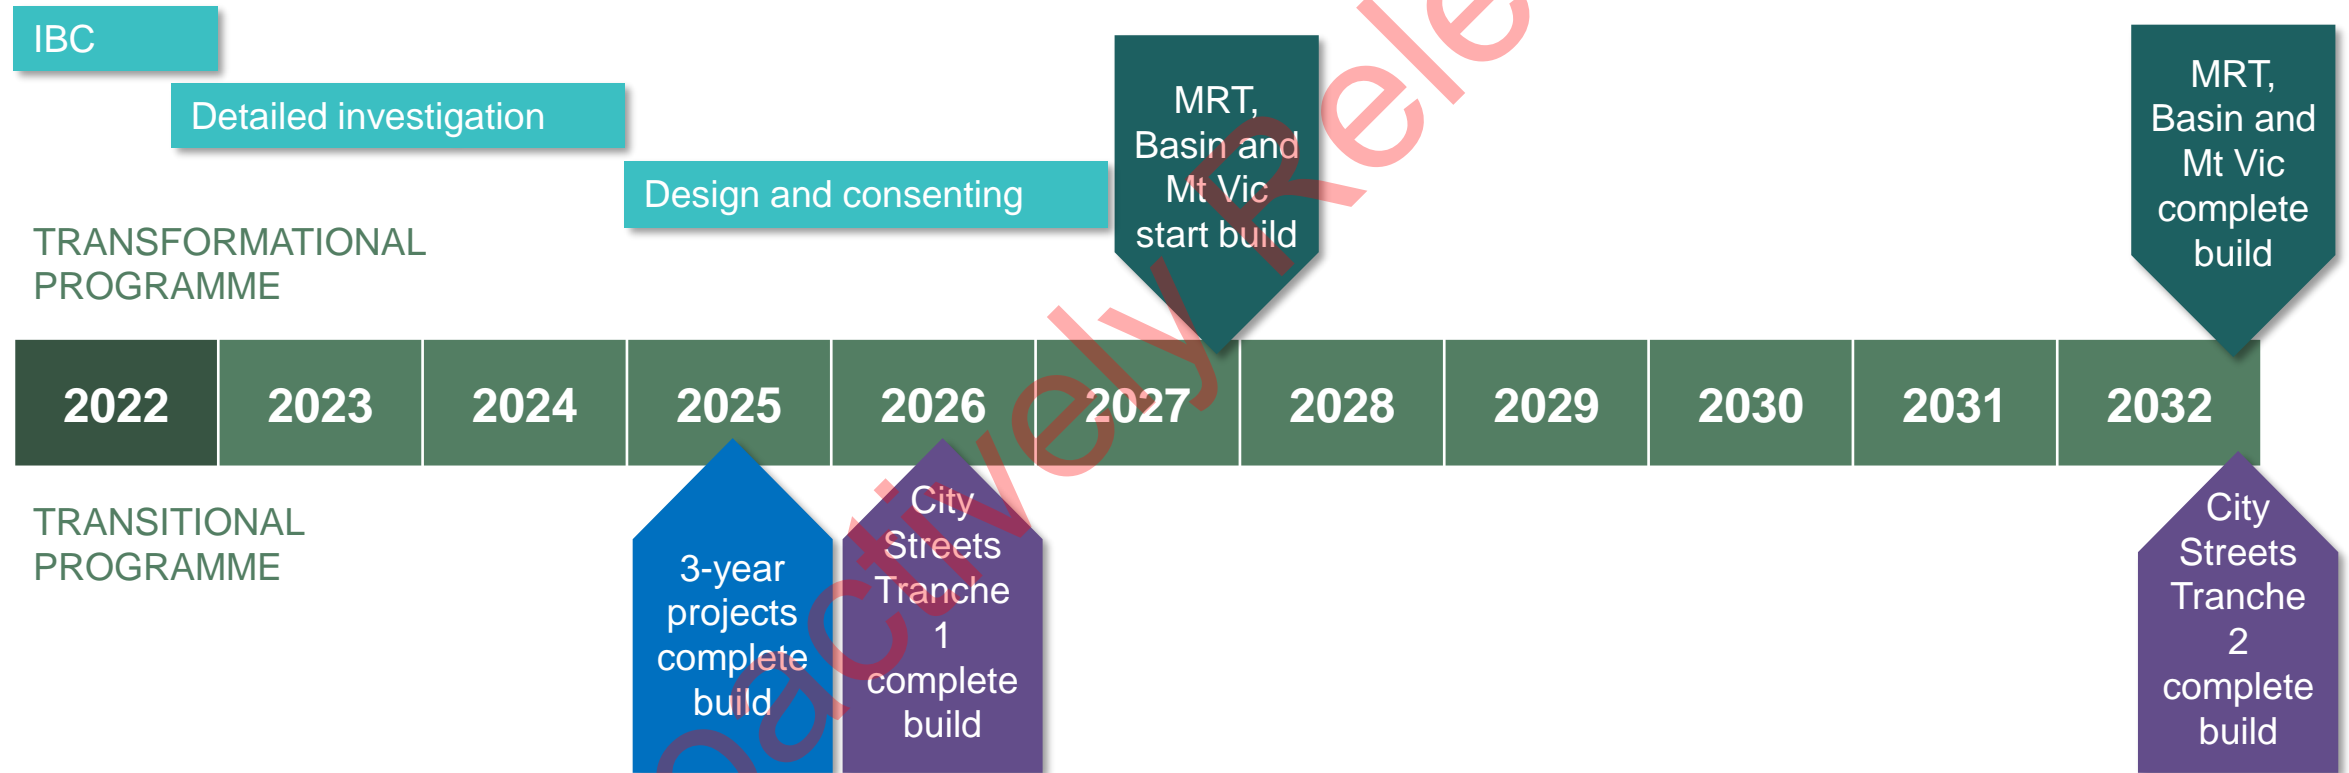 IBC
Detailed investigation
Design and consenting
MRT,
Basin and
Mt Vic
start build
MRT,
Basin and
Mt Vic
complete
build
TRANSFORMATIONAL
PROGRAMME
2022 2023 2024 2025 2026 2027 2028 2029 2030 2031 2032
TRANSITIONAL
PROGRAMME
3-year
projects
complete
build
City
Streets
Tranche
1
complete
build
City
Streets
Tranche
2
complete
build